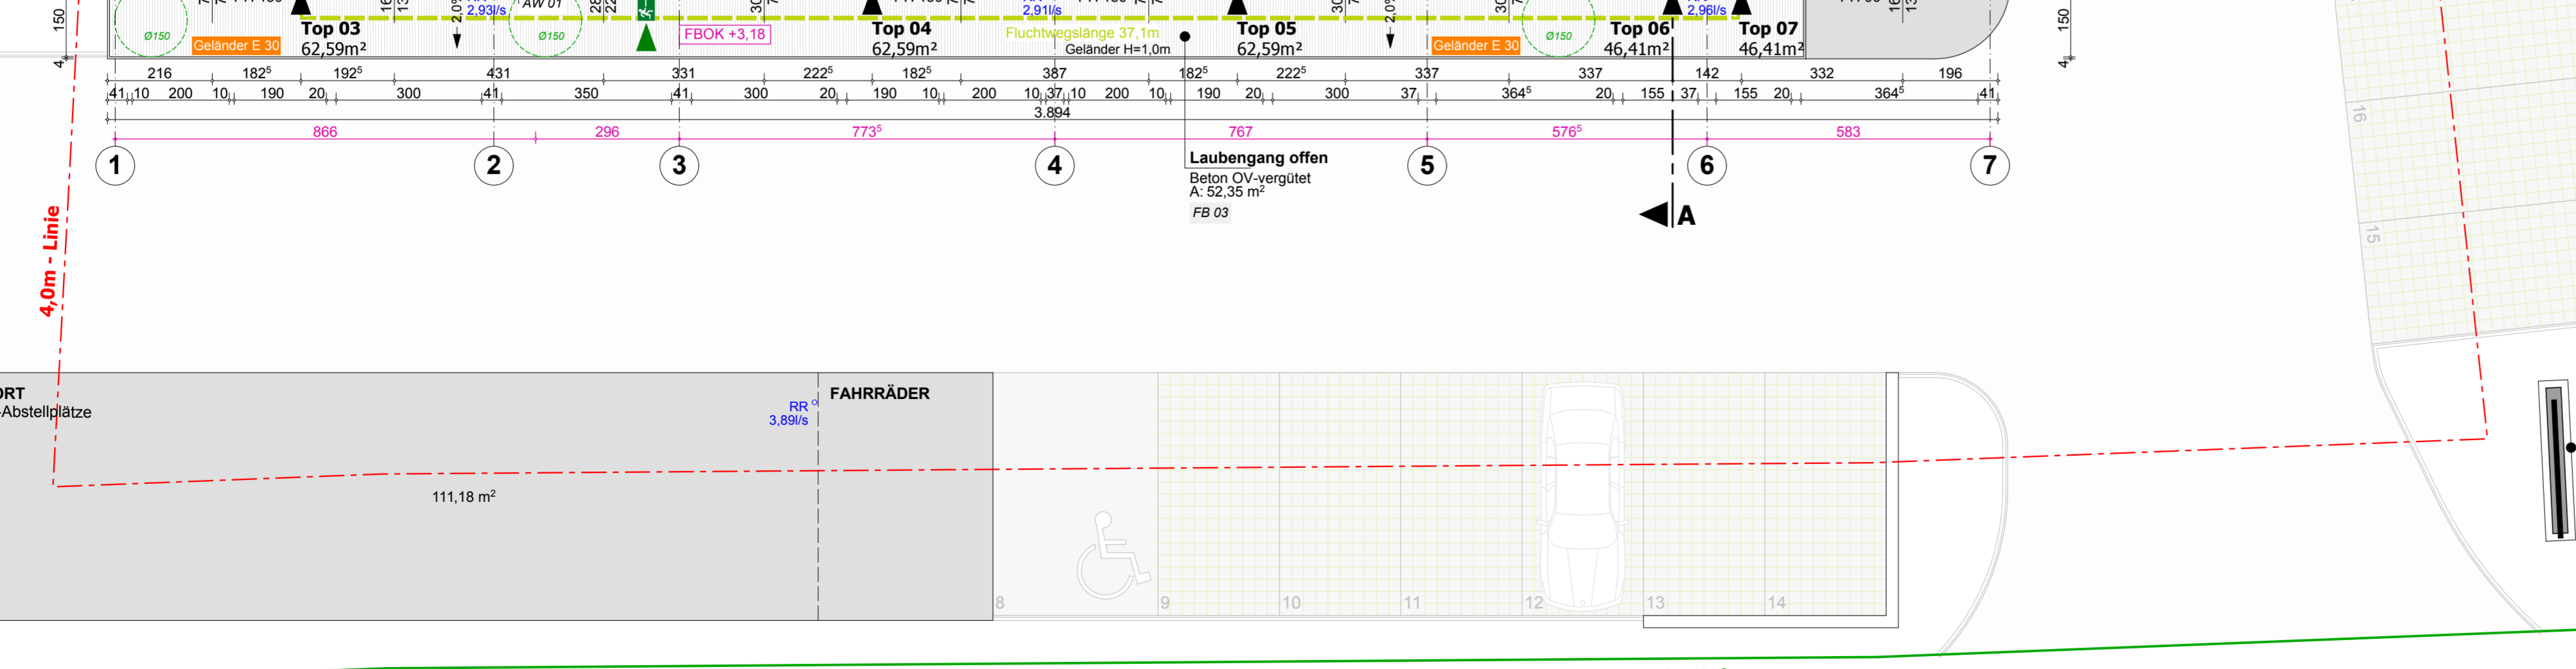 150
4
Ø150
Geländer E 30
Top 03
62,59m²
2,0%
2,93l/s
AW 01
Ø150
FBOK +3,18
Top 04
62,59m²
2,91l/s
Fluchtwegslänge 37,1m
Geländer H=1,0m
Top 05
62,59m²
Geländer E 30
Ø150
Top 06
46,41m²
2,96l/s
Top 07
46,41m²
150
4
216 182⁵ 192⁵ 431 331 222⁵ 182⁵ 387 182⁵ 222⁵ 337 337 142 332 196
41 10 200 10 190 20 300 41 350 41 300 20 190 10 200 10 37 10 200 10 190 20 300 37 364⁵ 20 155 37 155 20 364⁵ 41
3.894
866 296 773⁵ 767 576⁵ 583
1 2 3 4 5 6 7
Laubengang offen
Beton OV-vergütet
A: 52,35 m²
FB 03
A
4,0m - Linie
16
15
ORT
-Abstellplätze
RR
3,89l/s
FAHRRÄDER
111,18 m²
8 9 10 11 12 13 14